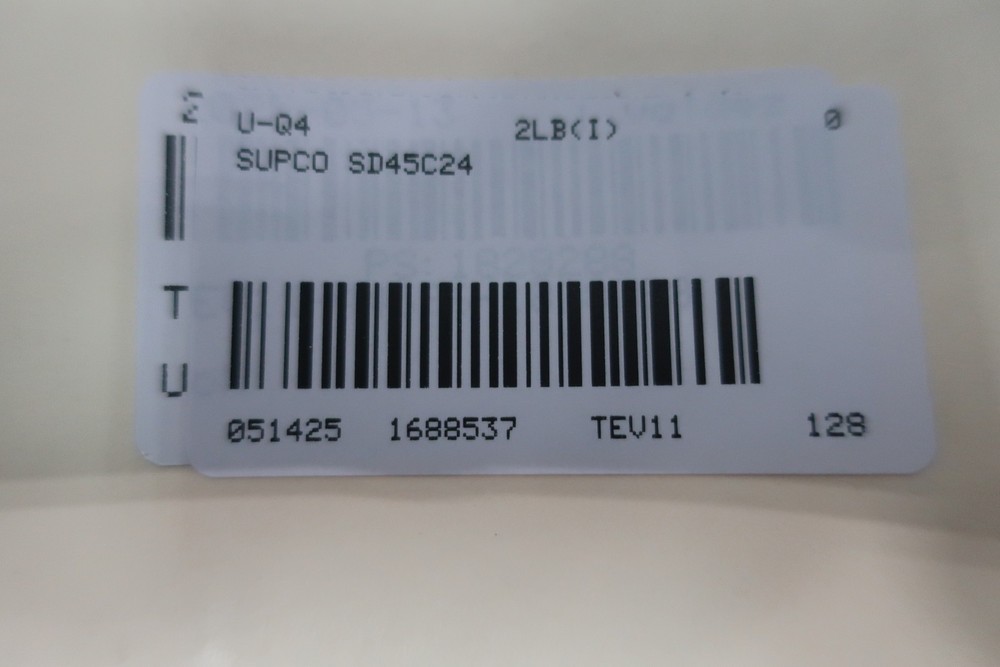 U-Q4 2LB(I) 0
SUPCO SD45C24
T
U
051425 1688537 TEV11 128